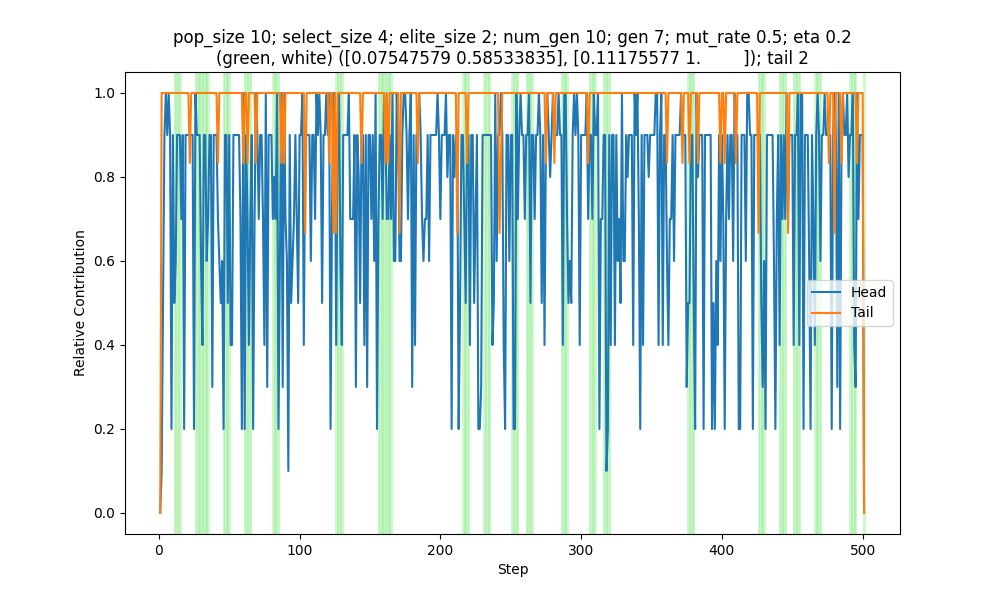 pop_size 10; select_size 4; elite_size 2; num_gen 10; gen 7; mut_rate 0.5; eta 0.2
(green, white) ([0.07547579 0.58533835], [0.11175577 1.        ]); tail 2
1.0
0.8
0.6
0.4
0.2
0.0
Relative Contribution
Head
Tail
0
100
200
300
400
500
Step